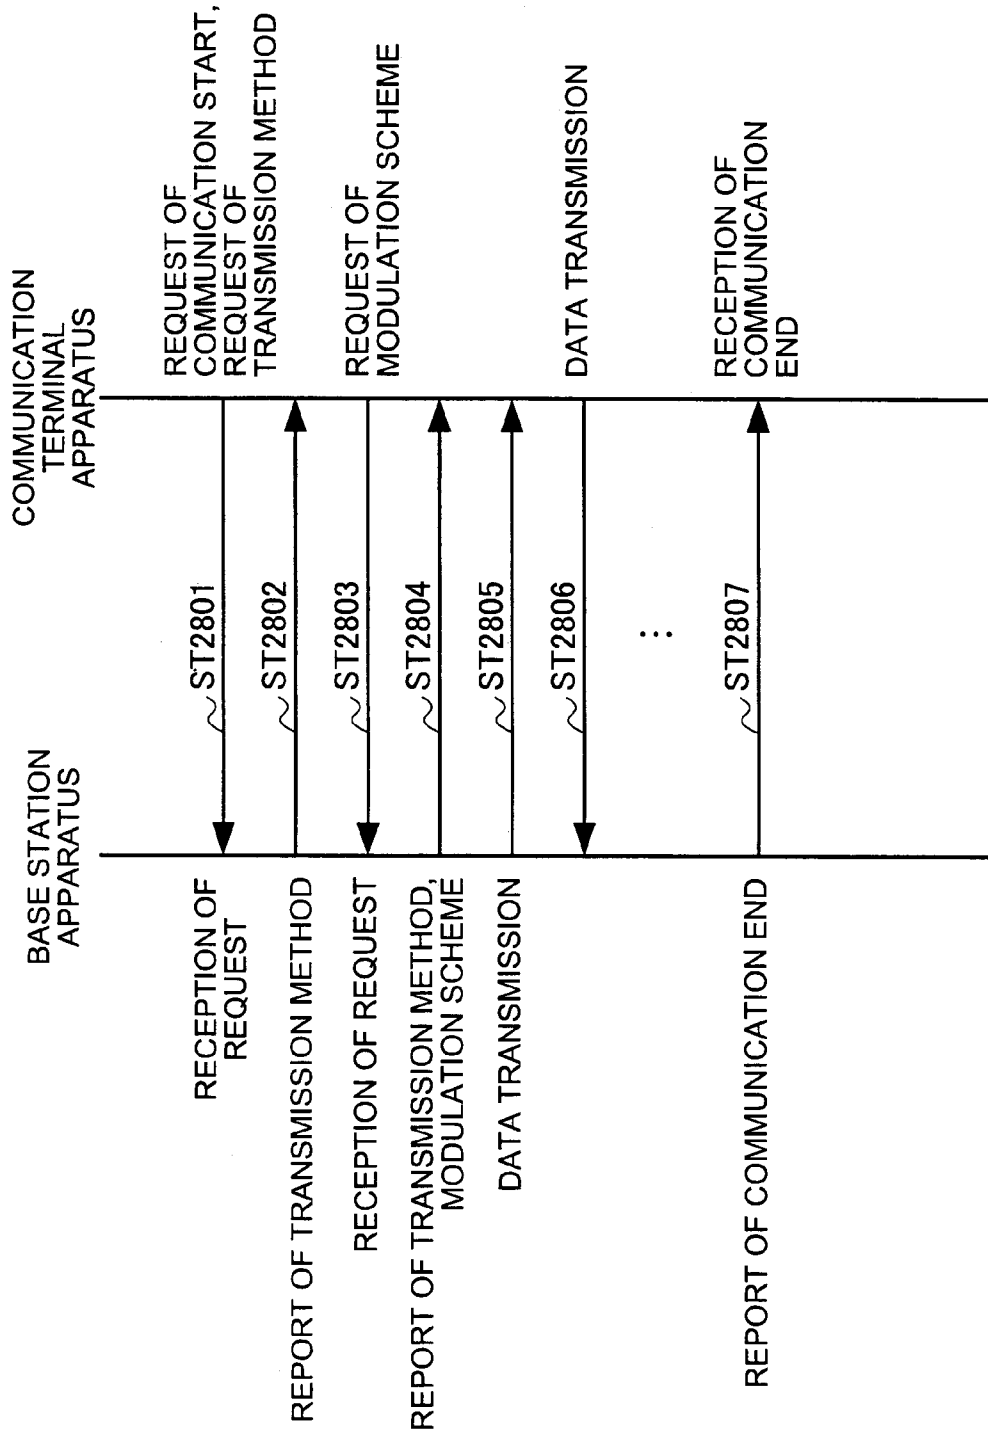 BASE STATION
APPARATUS
COMMUNICATION
TERMINAL
APPARATUS
RECEPTION OF
REQUEST
ST2801
REQUEST OF
COMMUNICATION START,
REQUEST OF
TRANSMISSION METHOD
REPORT OF TRANSMISSION METHOD
ST2802
RECEPTION OF REQUEST
ST2803
REQUEST OF
MODULATION SCHEME
REPORT OF TRANSMISSION METHOD,
MODULATION SCHEME
ST2804
DATA TRANSMISSION
ST2805
ST2806
DATA TRANSMISSION
...
REPORT OF COMMUNICATION END
ST2807
RECEPTION OF
COMMUNICATION
END